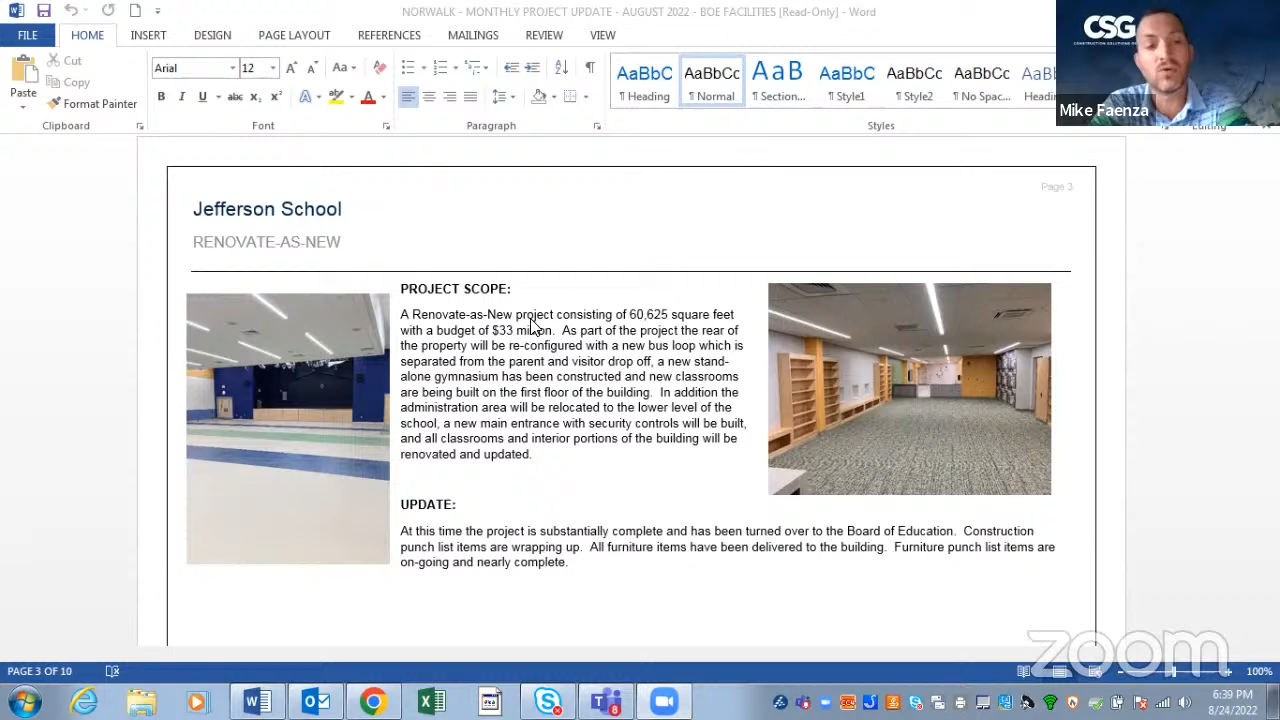 NORWALK - MONTHLY PROJECT UPDATE - AUGUST 2022 - BOE FACILITIES [Read-Only] - Word
FILE HOME INSERT DESIGN PAGE LAYOUT REFERENCES MAILINGS REVIEW VIEW
CSG
Mike Faenza
Paste
Cut
Copy
Format Painter
Clipboard
Arial 12
Aa
B I U abc x2 x2 A A
Font
Paragraph
AaBbC AaBbCc AaB AaBbC AaBbCc AaBbCc AaBb
¶ Heading ¶ Normal ¶ Section... ¶ Style1 ¶ Style2 ¶ No Spac... Headin
Styles
Editing
Page 3
Jefferson School
RENOVATE-AS-NEW
PROJECT SCOPE:
A Renovate-as-New project consisting of 60,625 square feet
with a budget of $33 million. As part of the project the rear of
the property will be re-configured with a new bus loop which is
separated from the parent and visitor drop off, a new stand-
alone gymnasium has been constructed and new classrooms
are being built on the first floor of the building. In addition the
administration area will be relocated to the lower level of the
school, a new main entrance with security controls will be built,
and all classrooms and interior portions of the building will be
renovated and updated.
UPDATE:
At this time the project is substantially complete and has been turned over to the Board of Education. Construction
punch list items are wrapping up. All furniture items have been delivered to the building. Furniture punch list items are
on-going and nearly complete.
zoom
PAGE 3 OF 10
100%
6:39 PM
8/24/2022